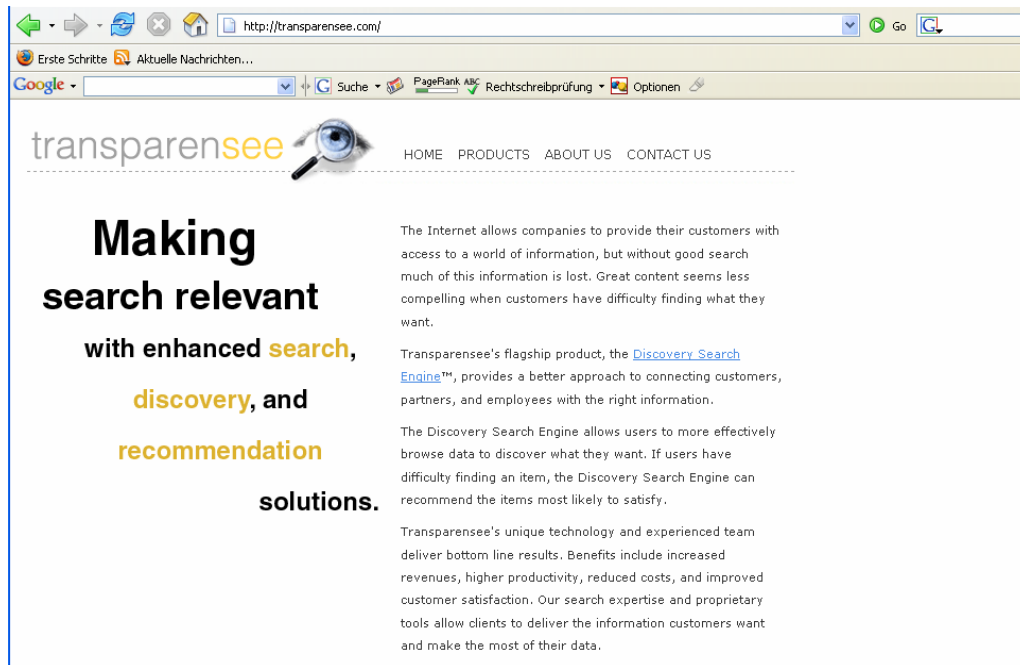 http://transparensee.com/
Go
G
Erste Schritte Aktuelle Nachrichten...
Google Suche PageRank ABC Rechtschreibprüfung Optionen
transparensee
HOME PRODUCTS ABOUT US CONTACT US
Making
search relevant
with enhanced search,
discovery, and
recommendation
solutions.
The Internet allows companies to provide their customers with
access to a world of information, but without good search
much of this information is lost. Great content seems less
compelling when customers have difficulty finding what they
want.
Transparensee's flagship product, the Discovery Search
Engine™, provides a better approach to connecting customers,
partners, and employees with the right information.
The Discovery Search Engine allows users to more effectively
browse data to discover what they want. If users have
difficulty finding an item, the Discovery Search Engine can
recommend the items most likely to satisfy.
Transparensee's unique technology and experienced team
deliver bottom line results. Benefits include increased
revenues, higher productivity, reduced costs, and improved
customer satisfaction. Our search expertise and proprietary
tools allow clients to deliver the information customers want
and make the most of their data.